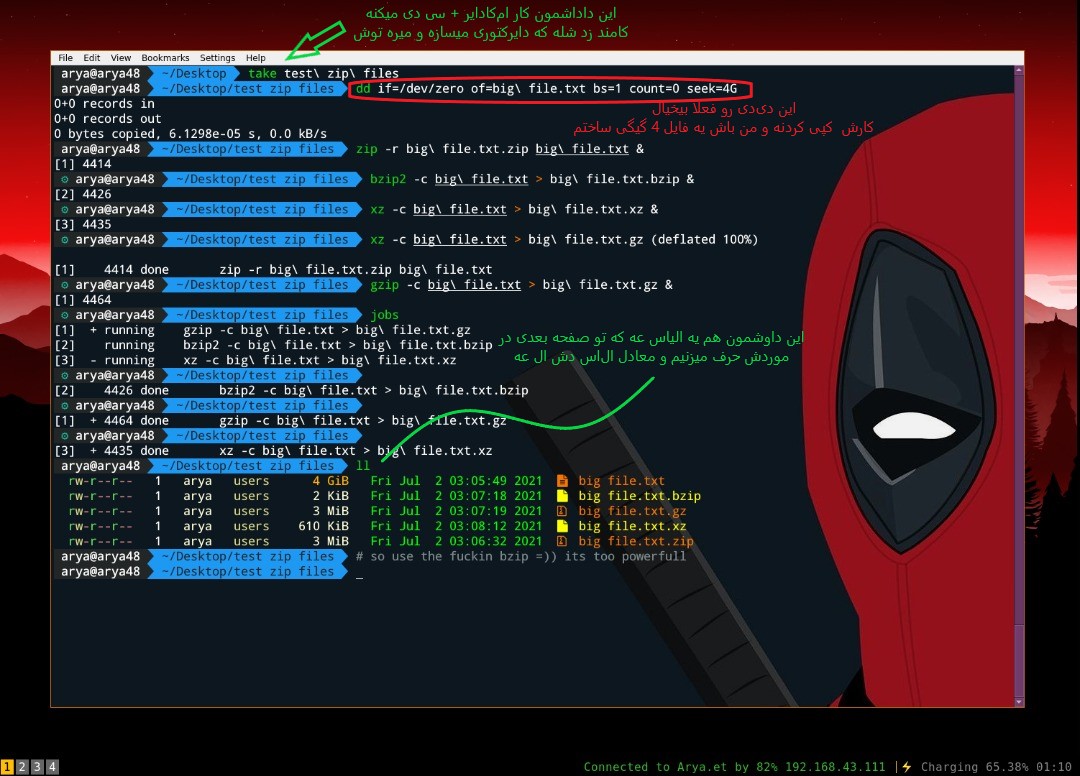 این داداشمون کار ام‌کادایر + سی دی میکنه
کامند زد شله که دایرکتوری میسازه و میره توش
File Edit View Bookmarks Settings Help
arya@arya48 ~/Desktop take test\ zip\ files
arya@arya48 ~/Desktop/test zip files dd if=/dev/zero of=big\ file.txt bs=1 count=0 seek=4G
0+0 records in
این دی‌دی رو فعلا بیخیال
0+0 records out
کارش کپی کردنه و من باش یه فایل 4 گیگی ساختم
0 bytes copied, 6.1298e-05 s, 0.0 kB/s
arya@arya48 ~/Desktop/test zip files zip -r big\ file.txt.zip big\ file.txt &
[1] 4414
⚙ arya@arya48 ~/Desktop/test zip files bzip2 -c big\ file.txt > big\ file.txt.bzip &
[2] 4426
⚙ arya@arya48 ~/Desktop/test zip files xz -c big\ file.txt > big\ file.txt.xz &
[3] 4435
⚙ arya@arya48 ~/Desktop/test zip files xz -c big\ file.txt > big\ file.txt.gz (deflated 100%)
[1] 4414 done zip -r big\ file.txt.zip big\ file.txt
⚙ arya@arya48 ~/Desktop/test zip files gzip -c big\ file.txt > big\ file.txt.gz &
[1] 4464
⚙ arya@arya48 ~/Desktop/test zip files jobs
[1] + running gzip -c big\ file.txt > big\ file.txt.gz
[2] running bzip2 -c big\ file.txt > big\ file.txt.bzip
این داوشمون هم یه الیاس عه که تو صفحه بعدی در
[3] - running xz -c big\ file.txt > big\ file.txt.xz
موردش حرف میزنیم و معادل ال‌اس دش ال عه
⚙ arya@arya48 ~/Desktop/test zip files
[2] 4426 done bzip2 -c big\ file.txt > big\ file.txt.bzip
⚙ arya@arya48 ~/Desktop/test zip files
[1] + 4464 done gzip -c big\ file.txt > big\ file.txt.gz
⚙ arya@arya48 ~/Desktop/test zip files
[3] + 4435 done xz -c big\ file.txt > big\ file.txt.xz
arya@arya48 ~/Desktop/test zip files ll
rw-r--r-- 1 arya users 4 GiB Fri Jul 2 03:05:49 2021 big file.txt
rw-r--r-- 1 arya users 2 KiB Fri Jul 2 03:07:18 2021 big file.txt.bzip
rw-r--r-- 1 arya users 3 MiB Fri Jul 2 03:07:19 2021 big file.txt.gz
rw-r--r-- 1 arya users 610 KiB Fri Jul 2 03:08:12 2021 big file.txt.xz
rw-r--r-- 1 arya users 3 MiB Fri Jul 2 03:06:32 2021 big file.txt.zip
arya@arya48 ~/Desktop/test zip files # so use the fuckin bzip =)) its too powerfull
arya@arya48 ~/Desktop/test zip files _
1 2 3 4 Connected to Arya.et by 82% 192.168.43.111 |⚡ Charging 65.38% 01:10